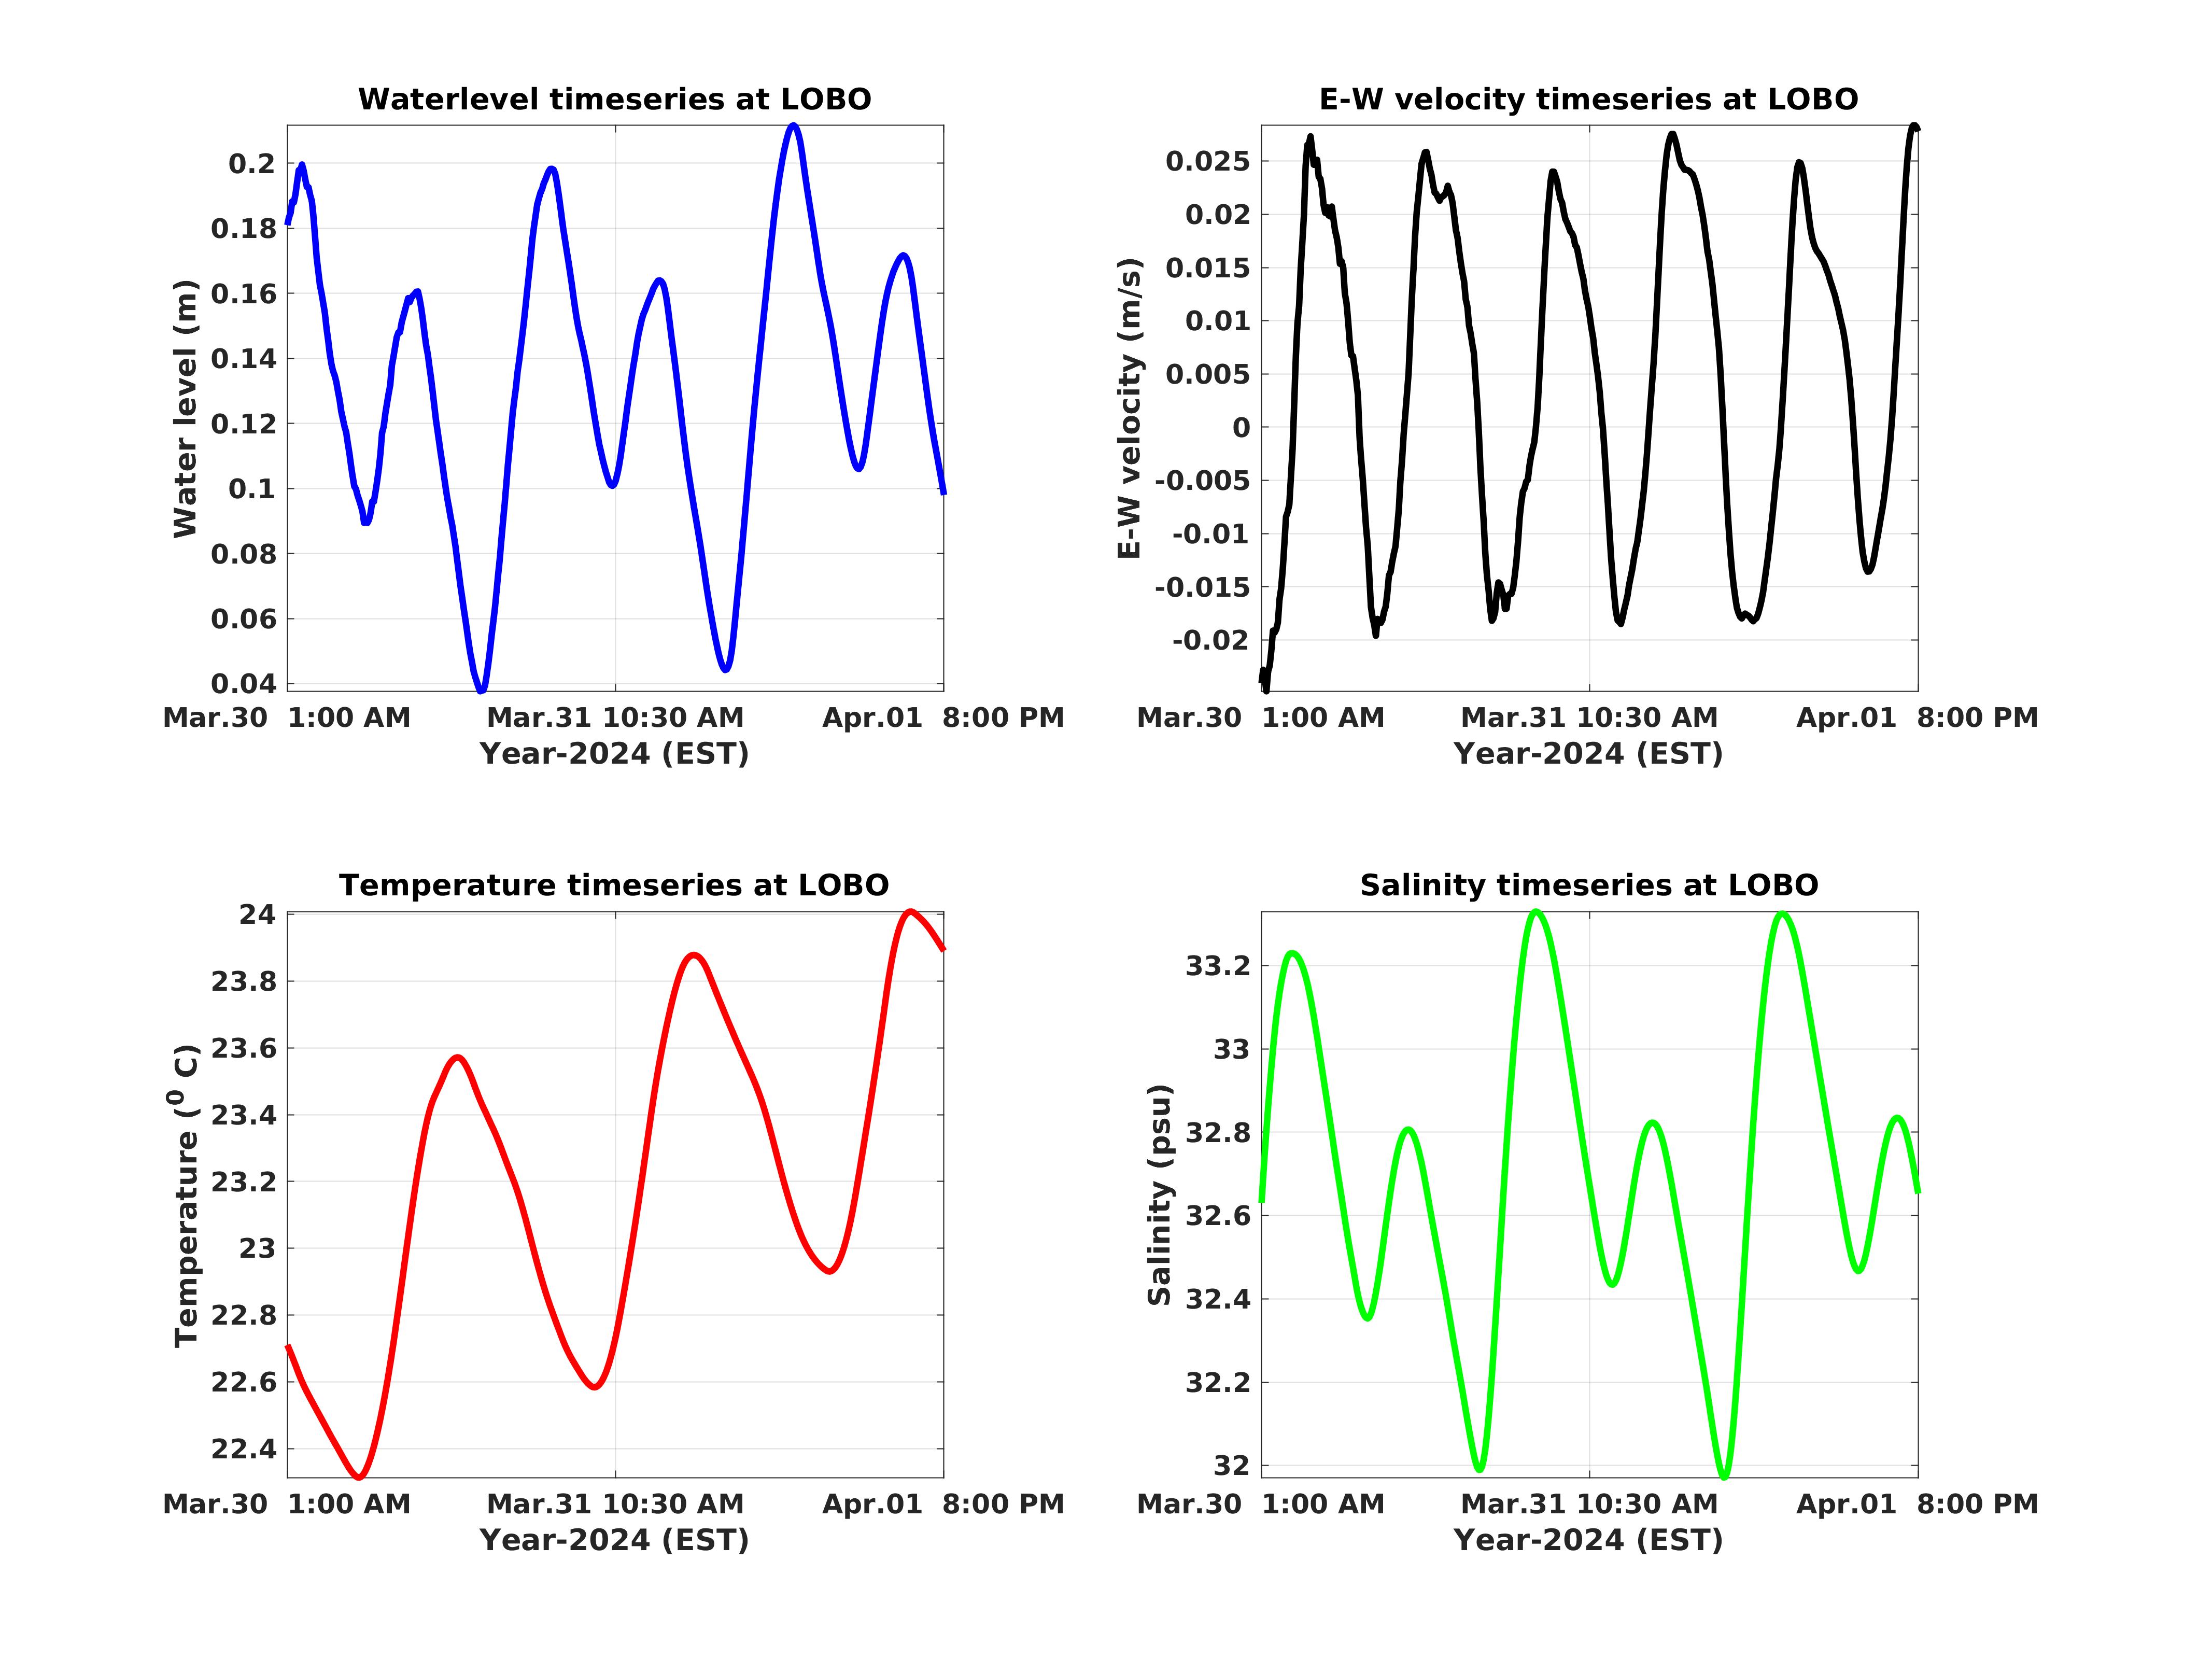 Waterlevel timeseries at LOBO
0.2
0.18
0.16
0.14
0.12
0.1
0.08
0.06
0.04
Water level (m)
Mar.30 1:00 AM Mar.31 10:30 AM Apr.01 8:00 PM
Year-2024 (EST)
E-W velocity timeseries at LOBO
0.025
0.02
0.015
0.01
0.005
0
-0.005
-0.01
-0.015
-0.02
E-W velocity (m/s)
Mar.30 1:00 AM Mar.31 10:30 AM Apr.01 8:00 PM
Year-2024 (EST)
Temperature timeseries at LOBO
24
23.8
23.6
23.4
23.2
23
22.8
22.6
22.4
Temperature (⁰ C)
Mar.30 1:00 AM Mar.31 10:30 AM Apr.01 8:00 PM
Year-2024 (EST)
Salinity timeseries at LOBO
33.2
33
32.8
32.6
32.4
32.2
32
Salinity (psu)
Mar.30 1:00 AM Mar.31 10:30 AM Apr.01 8:00 PM
Year-2024 (EST)